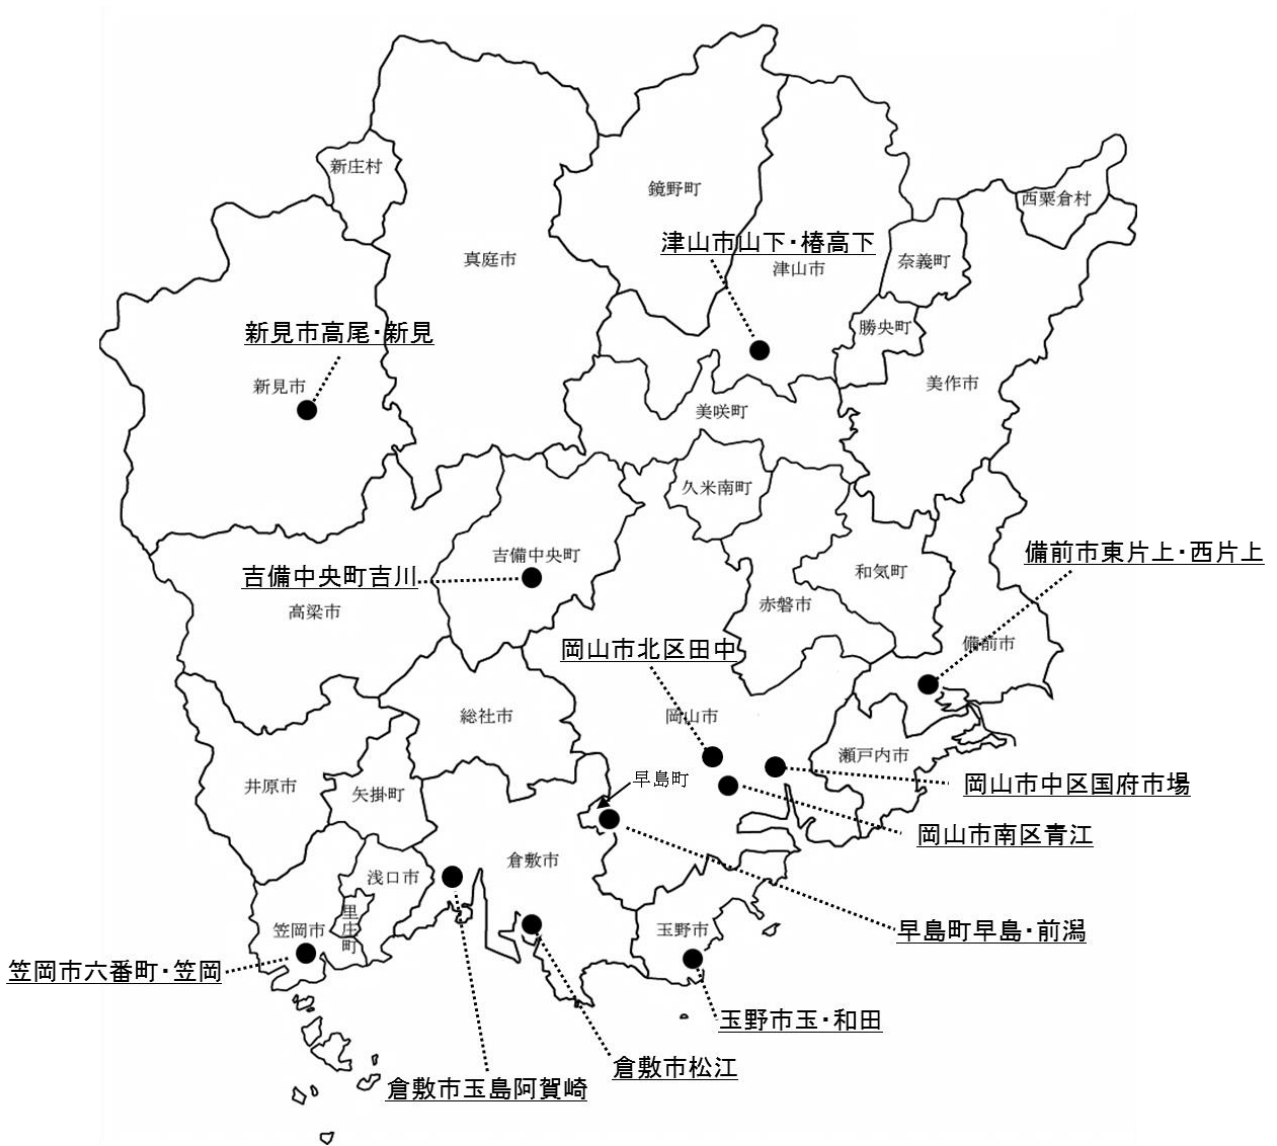 新庄村
鏡野町
西粟倉村
津山市山下・椿高下
真庭市
津山市
奈義町
新見市高尾・新見
勝央町
新見市
美作市
美咲町
久米南町
吉備中央町
備前市東片上・西片上
吉備中央町吉川
和気町
高梁市
赤磐市
備前市
岡山市北区田中
総社市
岡山市
瀬戸内市
井原市
矢掛町
早島町
岡山市中区国府市場
岡山市南区青江
倉敷市
浅口市
里庄町
笠岡市
玉野市
早島町早島・前潟
笠岡市六番町・笠岡
玉野市玉・和田
倉敷市松江
倉敷市玉島阿賀崎